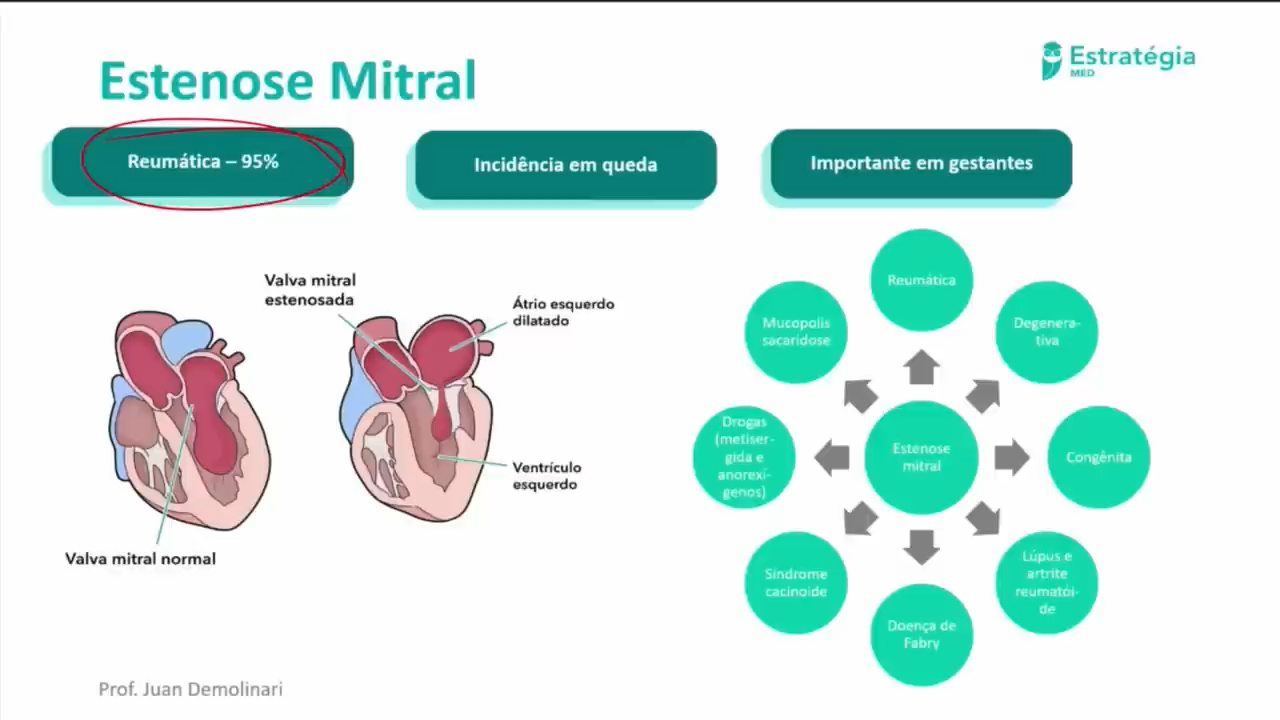 Estenose Mitral
Estratégia
MED
Reumática – 95%
Incidência em queda
Importante em gestantes
Valva mitral
estenosada
Átrio esquerdo
dilatado
Ventrículo
esquerdo
Valva mitral normal
Reumática
Degenera-
tiva
Congênita
Lúpus e
artrite
reumatói-
de
Doença de
Fabry
Síndrome
cacinoide
Drogas
(metiser-
gida e
anorexí-
genos)
Mucopolis
sacaridose
Estenose
mitral
Prof. Juan Demolinari